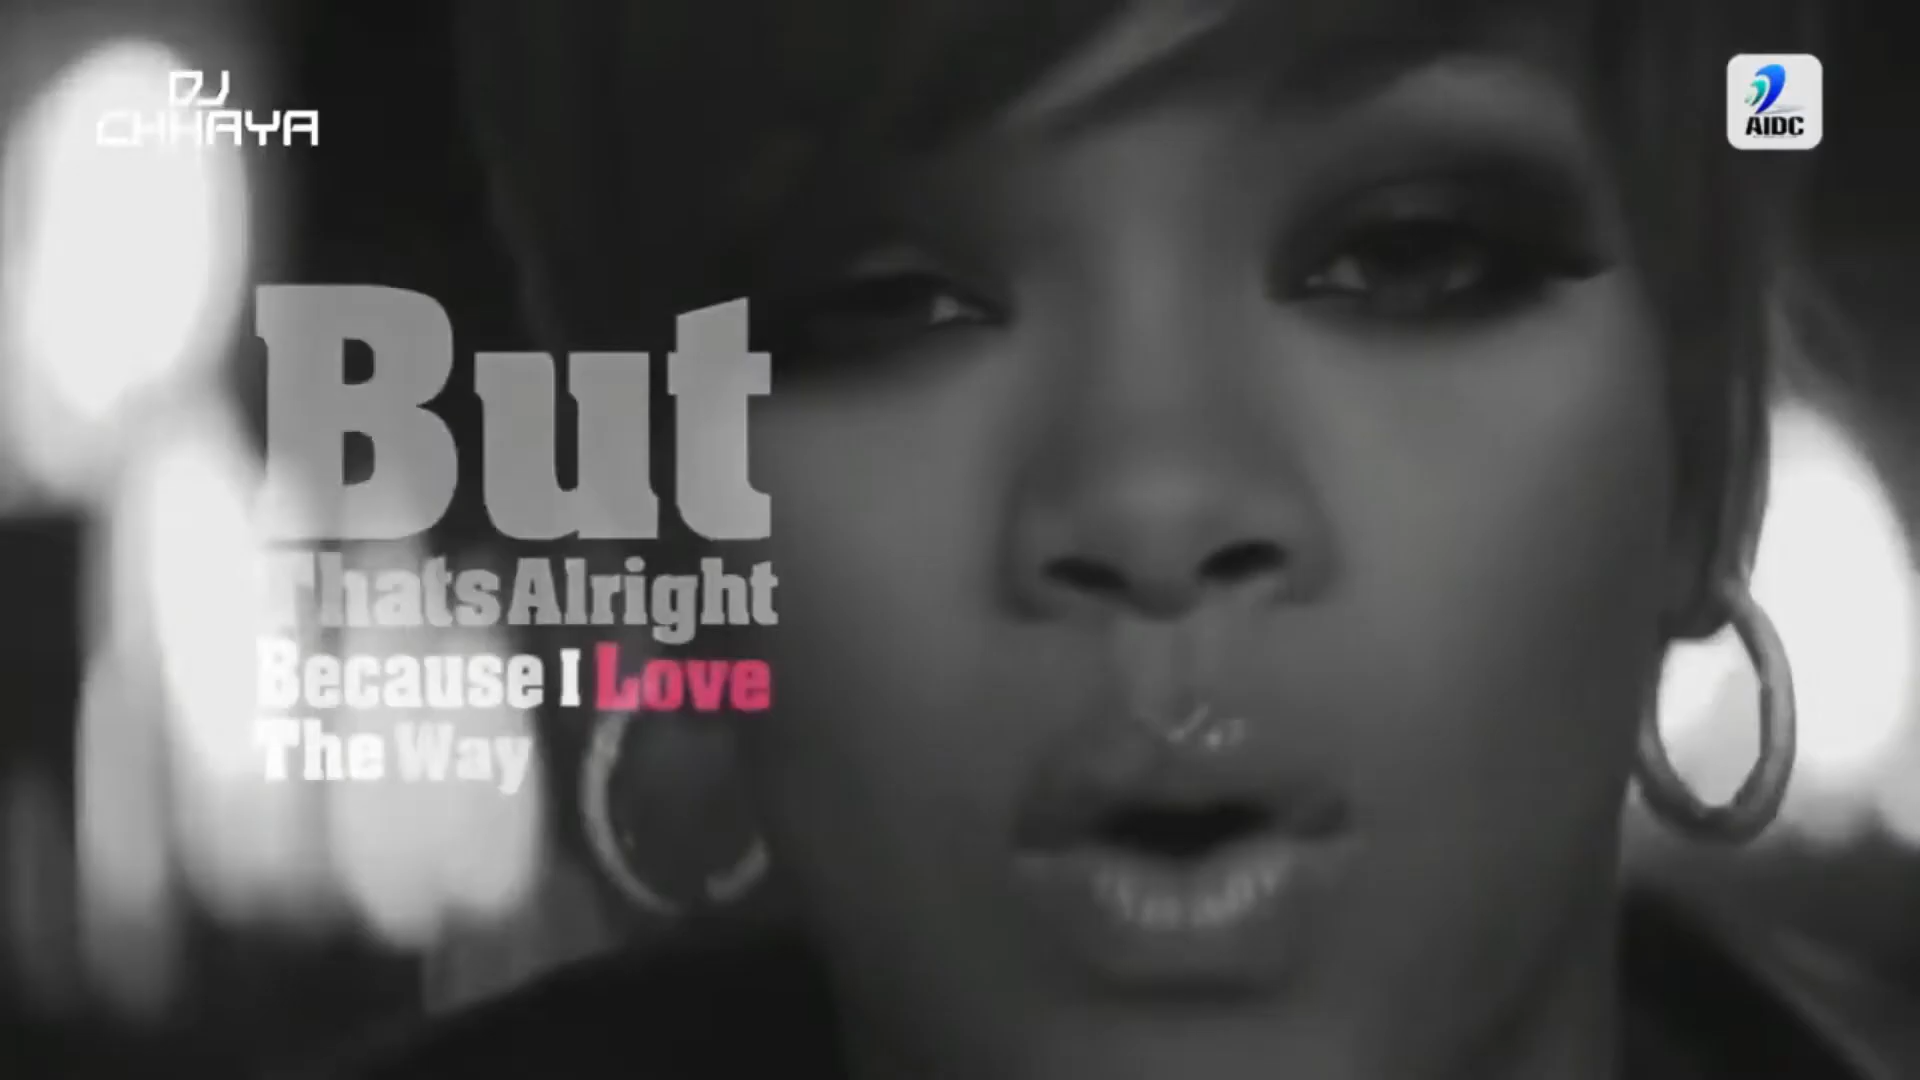 DJ
CHHAYA
AIDC
But
Thats Alright
Because I Love
The Way